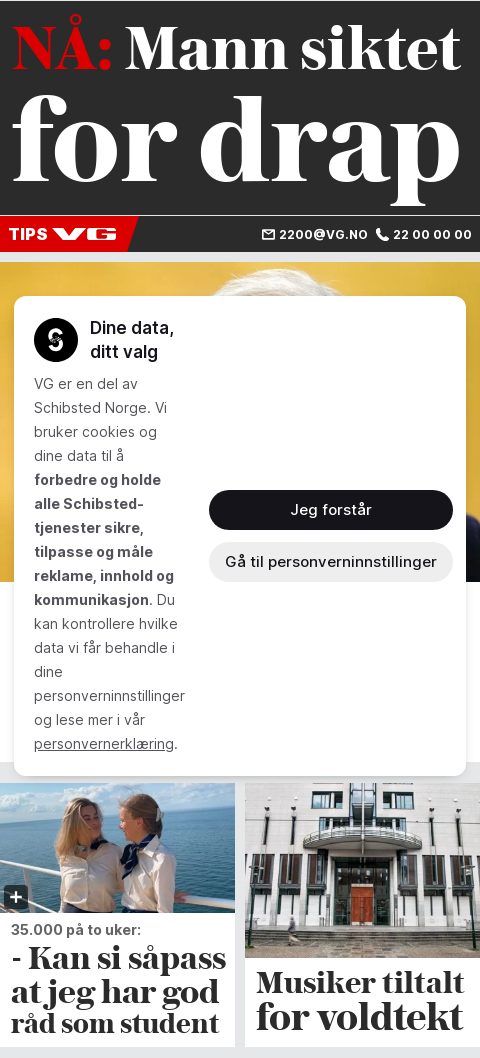 NÅ: Mann siktet
for drap
TIPS VG
2200@VG.NO 22 00 00 00
Dine data,
ditt valg
VG er en del av
Schibsted Norge. Vi
bruker cookies og
dine data til å
forbedre og holde
alle Schibsted-
tjenester sikre,
tilpasse og måle
reklame, innhold og
kommunikasjon. Du
kan kontrollere hvilke
data vi får behandle i
dine
personverninnstillinger
og lese mer i vår
personvernerklæring.
Jeg forstår
Gå til personverninnstillinger
35.000 på to uker:
- Kan si såpass
at jeg har god
råd som student
Musiker tiltalt
for voldtekt